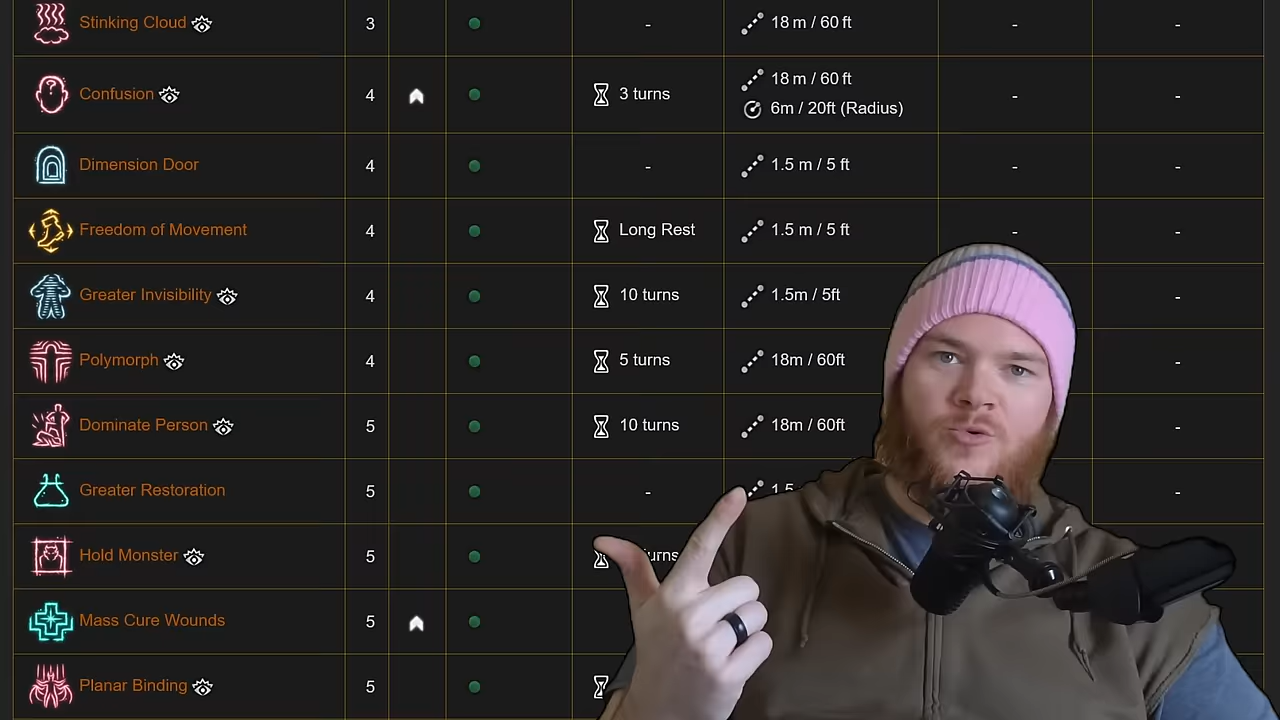 Stinking Cloud 3 - 18 m / 60 ft - -
Confusion 4 3 turns 18 m / 60 ft - -
6m / 20ft (Radius)
Dimension Door 4 - 1.5 m / 5 ft - -
Freedom of Movement 4 Long Rest 1.5 m / 5 ft - -
Greater Invisibility 4 10 turns 1.5m / 5ft -
Polymorph 4 5 turns 18m / 60ft -
Dominate Person 5 10 turns 18m / 60ft -
Greater Restoration 5 - 1.5 -
Hold Monster 5
Mass Cure Wounds 5
Planar Binding 5